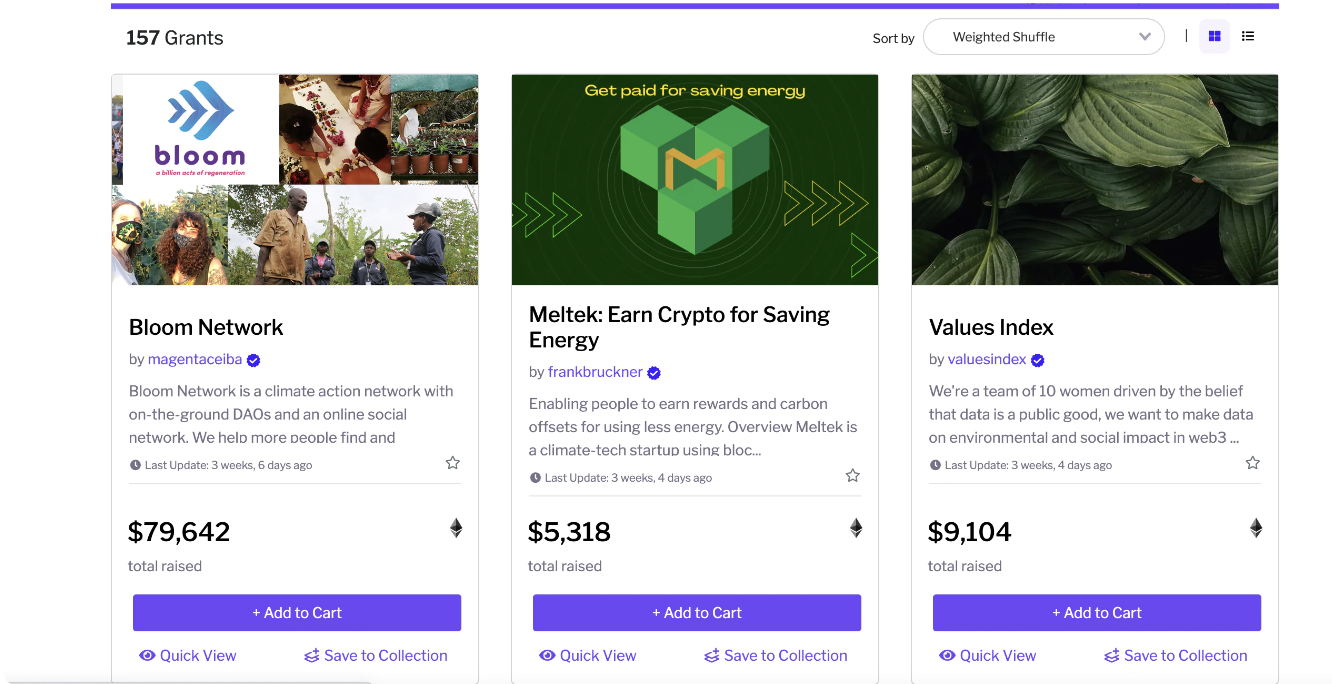 157 Grants
Sort by
Weighted Shuffle
bloom
a billion acts of regeneration
Bloom Network
by magentaceiba
Bloom Network is a climate action network with
on-the-ground DAOs and an online social
network. We help more people find and
Last Update: 3 weeks, 6 days ago
$79,642
total raised
+ Add to Cart
Quick View
Save to Collection
Get paid for saving energy
M
Meltek: Earn Crypto for Saving
Energy
by frankbruckner
Enabling people to earn rewards and carbon
offsets for using less energy. Overview Meltek is
a climate-tech startup using bloc...
Last Update: 3 weeks, 4 days ago
$5,318
total raised
+ Add to Cart
Quick View
Save to Collection
Values Index
by valuesindex
We're a team of 10 women driven by the belief
that data is a public good, we want to make data
on environmental and social impact in web3 ...
Last Update: 3 weeks, 4 days ago
$9,104
total raised
+ Add to Cart
Quick View
Save to Collection